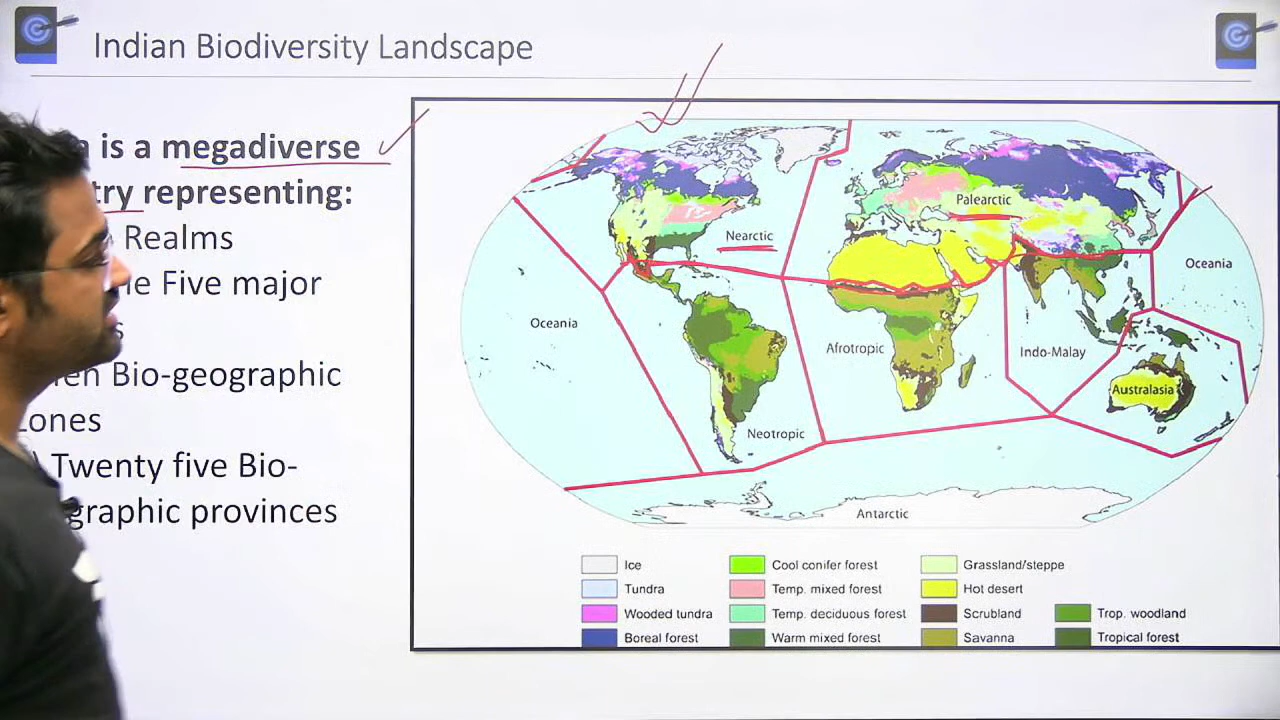 Indian Biodiversity Landscape
is a megadiverse
try representing:
Realms
Five major
Bio-geographic
ones
Twenty five Bio-
graphic provinces
Nearctic
Palearctic
Oceania
Oceania
Afrotropic
Indo-Malay
Australasia
Neotropic
Antarctic
Ice
Cool conifer forest
Grassland/steppe
Tundra
Temp. mixed forest
Hot desert
Wooded tundra
Temp. deciduous forest
Scrubland
Trop. woodland
Boreal forest
Warm mixed forest
Savanna
Tropical forest